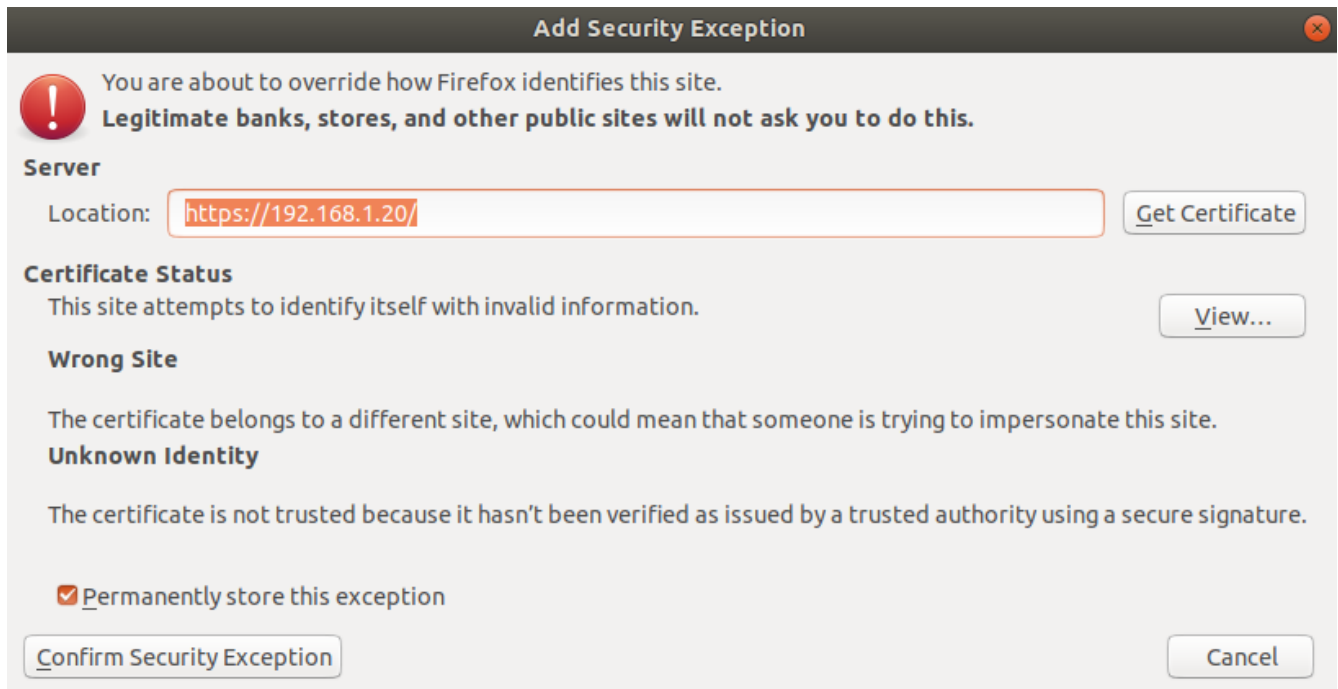 Add Security Exception
You are about to override how Firefox identifies this site.
Legitimate banks, stores, and other public sites will not ask you to do this.
Server
Location: https://192.168.1.20/ Get Certificate
Certificate Status
This site attempts to identify itself with invalid information.
View…
Wrong Site
The certificate belongs to a different site, which could mean that someone is trying to impersonate this site.
Unknown Identity
The certificate is not trusted because it hasn’t been verified as issued by a trusted authority using a secure signature.
Permanently store this exception
Confirm Security Exception Cancel